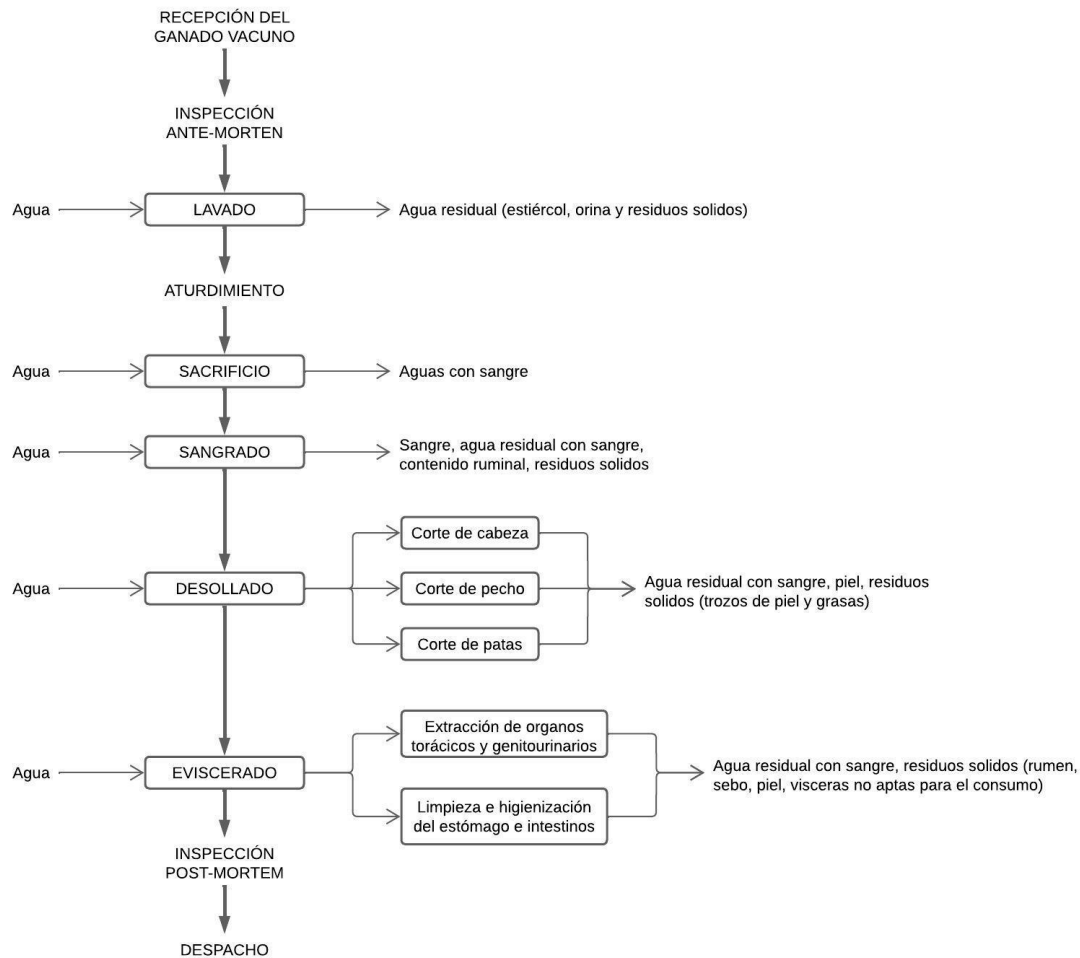 RECEPCIÓN DEL
GANADO VACUNO
INSPECCIÓN
ANTE-MORTEN
Agua
LAVADO
Agua residual (estiércol, orina y residuos solidos)
ATURDIMIENTO
Agua
SACRIFICIO
Aguas con sangre
Agua
SANGRADO
Sangre, agua residual con sangre,
contenido ruminal, residuos solidos
Agua
DESOLLADO
Corte de cabeza
Corte de pecho
Corte de patas
Agua residual con sangre, piel, residuos
solidos (trozos de piel y grasas)
Agua
EVISCERADO
Extracción de organos
torácicos y genitourinarios
Limpieza e higienización
del estómago e intestinos
Agua residual con sangre, residuos solidos (rumen,
sebo, piel, visceras no aptas para el consumo)
INSPECCIÓN
POST-MORTEM
DESPACHO